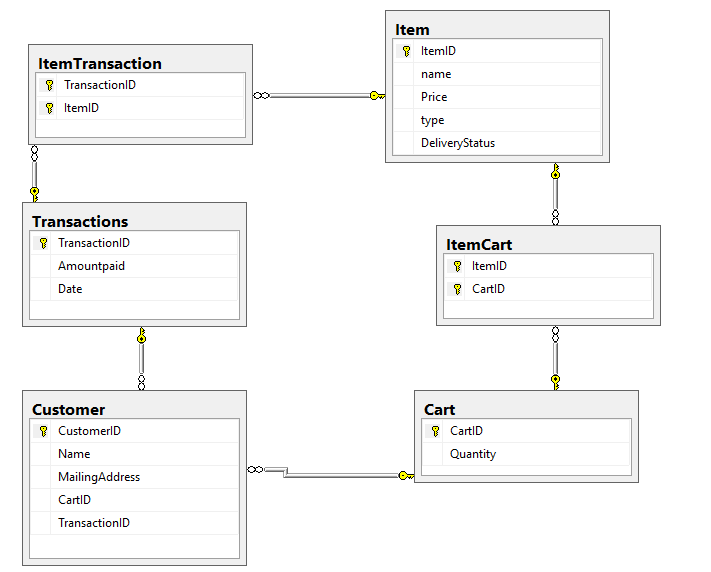 ItemTransaction
TransactionID
ItemID
Item
ItemID
name
Price
type
DeliveryStatus
Transactions
TransactionID
Amountpaid
Date
ItemCart
ItemID
CartID
Customer
CustomerID
Name
MailingAddress
CartID
TransactionID
Cart
CartID
Quantity